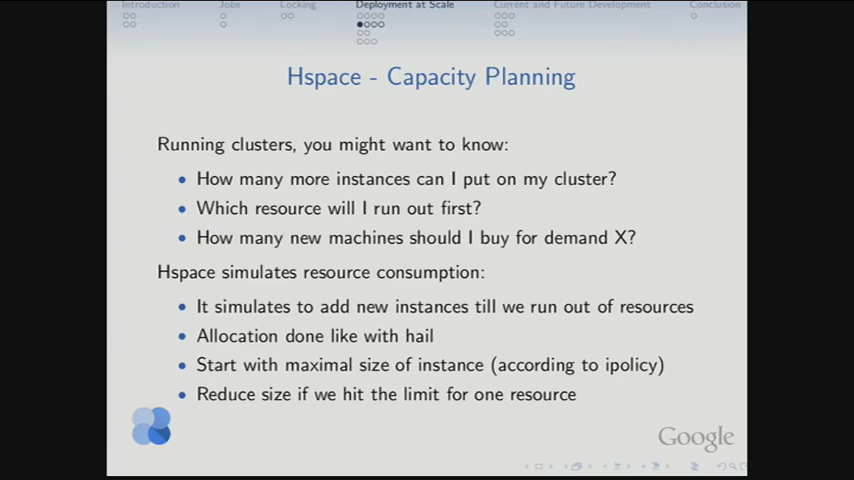 Introduction Jobs Locking Deployment at Scale Current and Future Development Conclusion
Hspace - Capacity Planning
Running clusters, you might want to know:
How many more instances can I put on my cluster?
Which resource will I run out first?
How many new machines should I buy for demand X?
Hspace simulates resource consumption:
It simulates to add new instances till we run out of resources
Allocation done like with hail
Start with maximal size of instance (according to ipolicy)
Reduce size if we hit the limit for one resource
Google